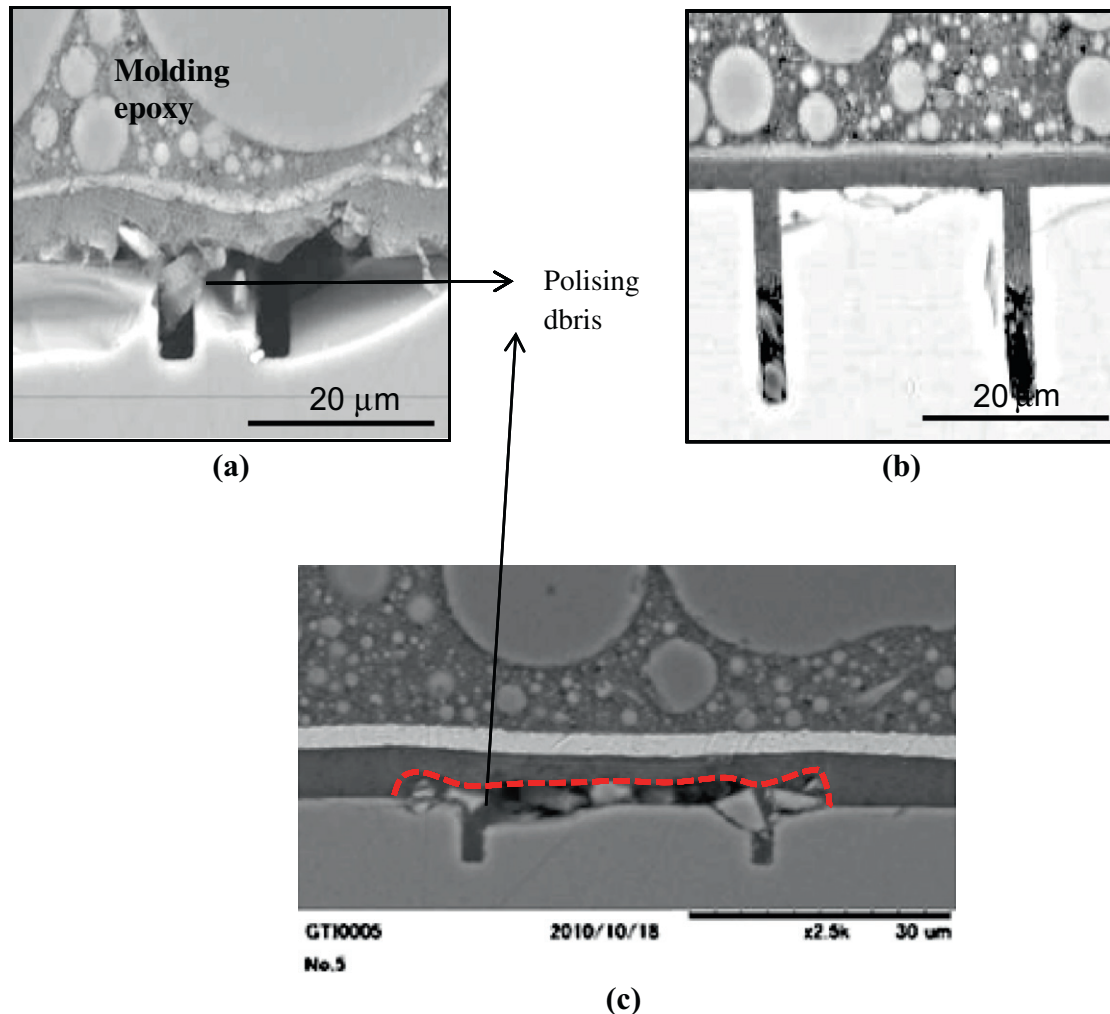 Molding
epoxy
20 µm
(a)
20 µm
(b)
Polising
dbris
GTI0005 2010/10/18 x2.5k 30 um
No.5
(c)